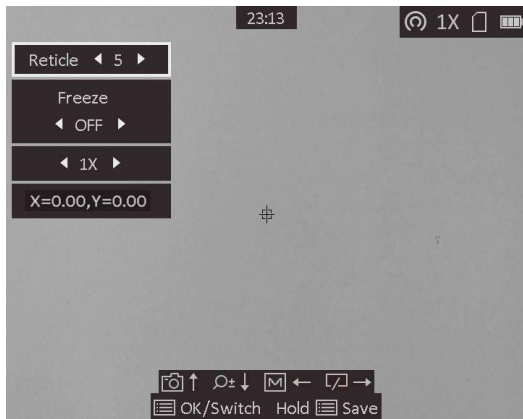 23:13
1X
Reticle 5
Freeze
OFF
1X
X=0.00,Y=0.00
M
OK/Switch Hold Save